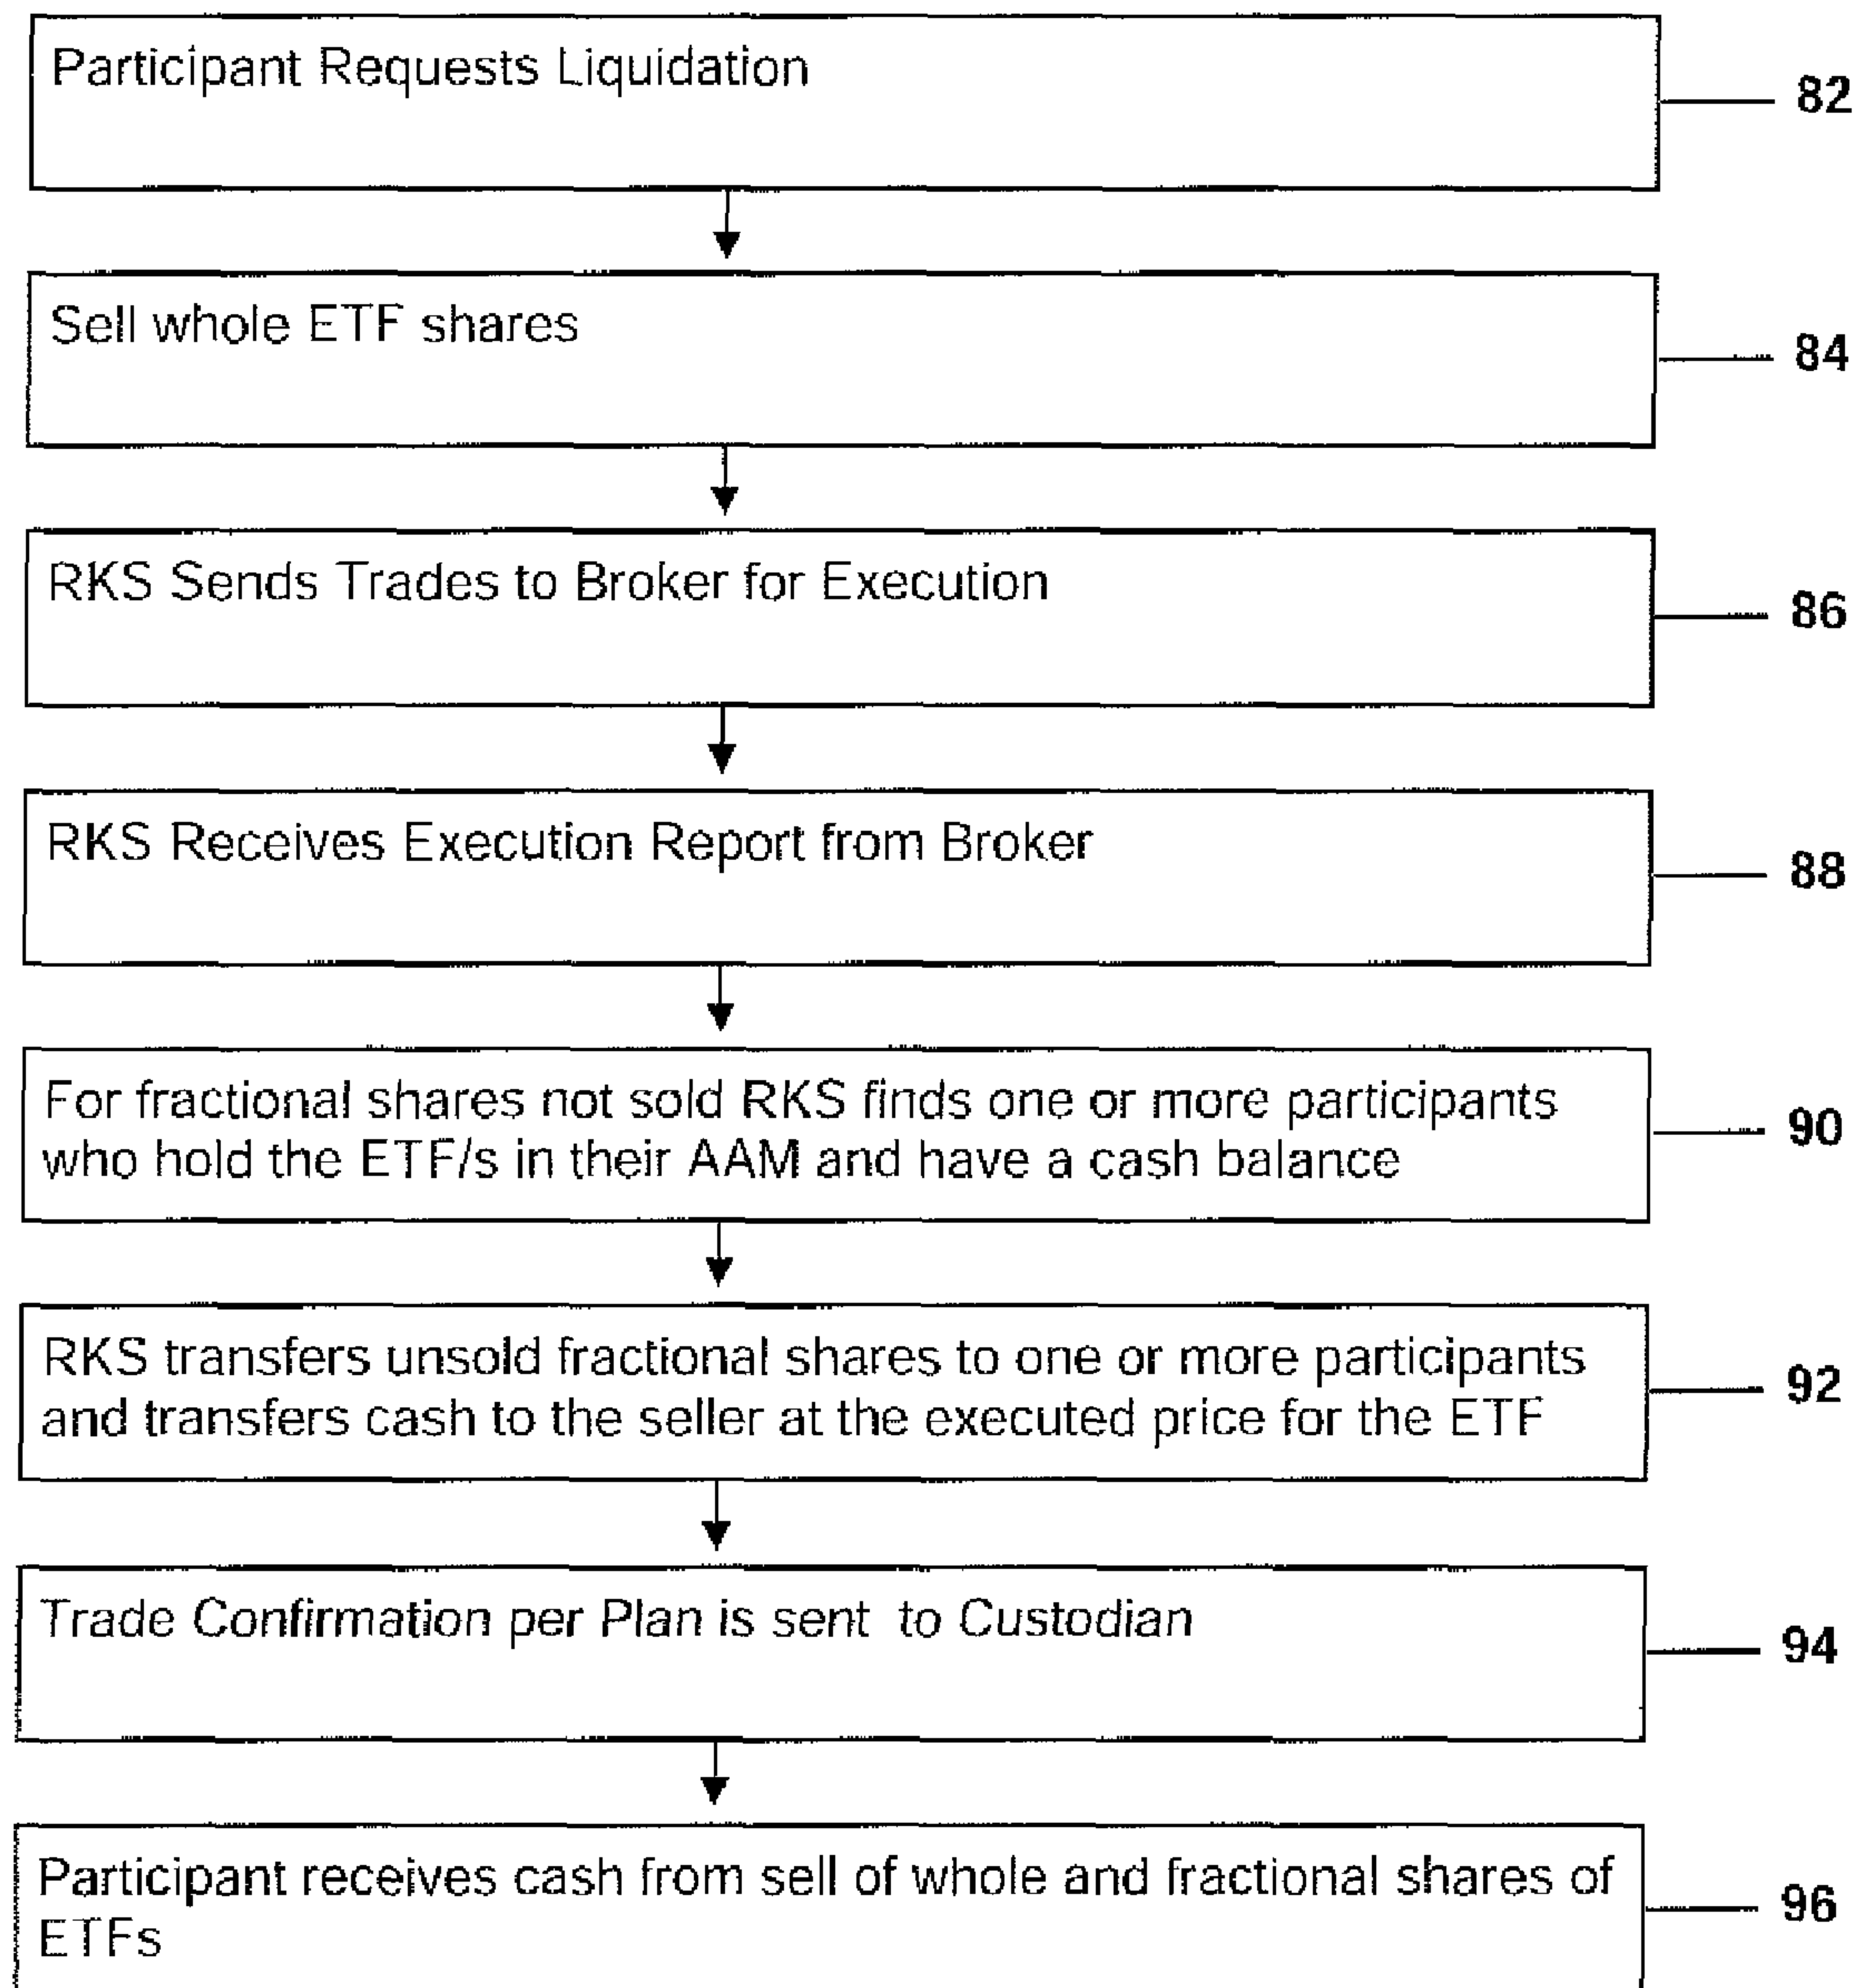 Participant Requests Liquidation
82
Sell whole ETF shares
84
RKS Sends Trades to Broker for Execution
86
RKS Receives Execution Report from Broker
88
For fractional shares not sold RKS finds one or more participants
who hold the ETF/s in their AAM and have a cash balance
90
RKS transfers unsold fractional shares to one or more participants
and transfers cash to the seller at the executed price for the ETF
92
Trade Confirmation per Plan is sent to Custodian
94
Participant receives cash from sell of whole and fractional shares of
ETFs
96